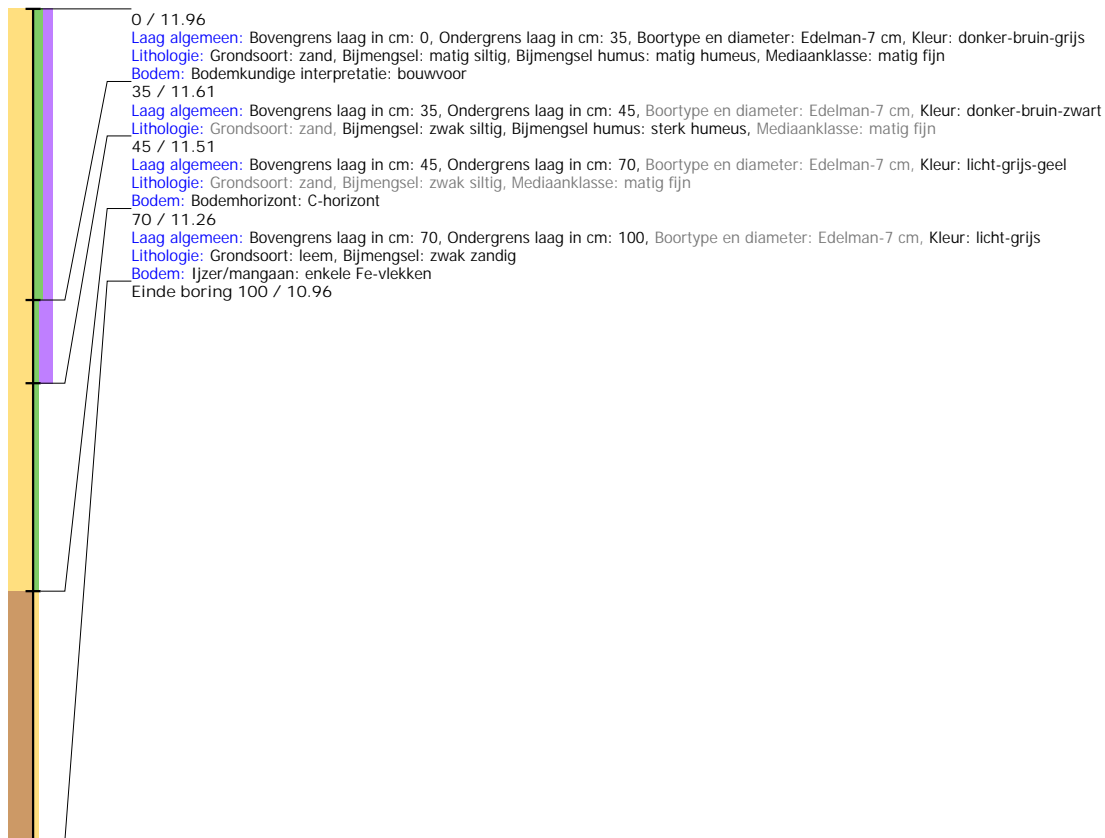 0 / 11.96
Laag algemeen: Bovengrens laag in cm: 0, Ondergrens laag in cm: 35, Boortype en diameter: Edelman-7 cm, Kleur: donker-bruin-grijs
Lithologie: Grondsoort: zand, Bijmengsel: matig siltig, Bijmengsel humus: matig humeus, Mediaanklasse: matig fijn
Bodem: Bodemkundige interpretatie: bouwvoor
35 / 11.61
Laag algemeen: Bovengrens laag in cm: 35, Ondergrens laag in cm: 45, Boortype en diameter: Edelman-7 cm, Kleur: donker-bruin-zwart
Lithologie: Grondsoort: zand, Bijmengsel: zwak siltig, Bijmengsel humus: sterk humeus, Mediaanklasse: matig fijn
45 / 11.51
Laag algemeen: Bovengrens laag in cm: 45, Ondergrens laag in cm: 70, Boortype en diameter: Edelman-7 cm, Kleur: licht-grijs-geel
Lithologie: Grondsoort: zand, Bijmengsel: zwak siltig, Mediaanklasse: matig fijn
Bodem: Bodemhorizont: C-horizont
70 / 11.26
Laag algemeen: Bovengrens laag in cm: 70, Ondergrens laag in cm: 100, Boortype en diameter: Edelman-7 cm, Kleur: licht-grijs
Lithologie: Grondsoort: leem, Bijmengsel: zwak zandig
Bodem: Ijzer/mangaan: enkele Fe-vlekken
Einde boring 100 / 10.96